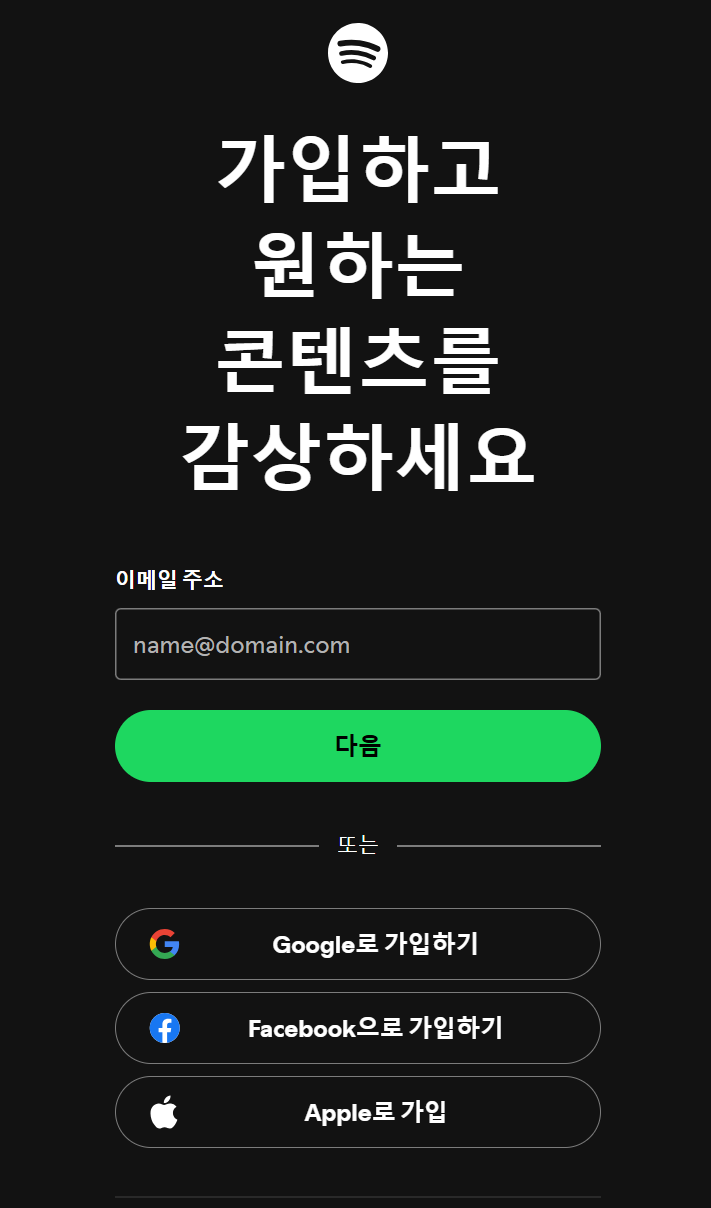 가입하고
원하는
콘텐츠를
감상하세요
이메일 주소
name@domain.com
다음
또는
Google로 가입하기
Facebook으로 가입하기
Apple로 가입